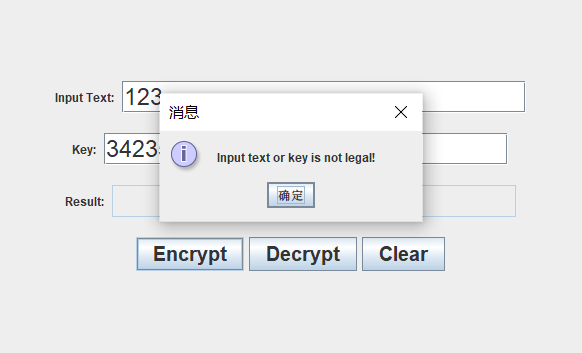 Input Text: 123
消息
Key: 3423
Input text or key is not legal!
Result:
确定
Encrypt Decrypt Clear